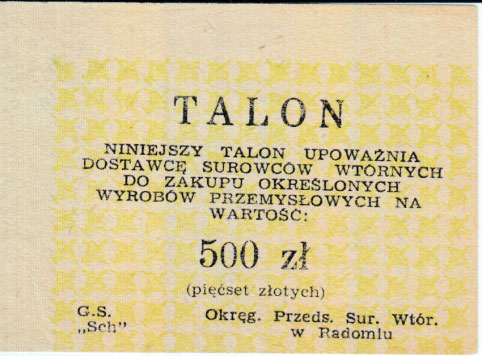 TALON
NINIEJSZY TALON UPOWAŻNIA
DOSTAWCĘ SUROWCÓW WTÓRNYCH
DO ZAKUPU OKREŚLONYCH
WYROBÓW PRZEMYSŁOWYCH NA
WARTOŚĆ:
500 zł
(pięćset złotych)
G.S.
„Sch”
Okręg. Przeds. Sur. Wtór.
w Radomiu